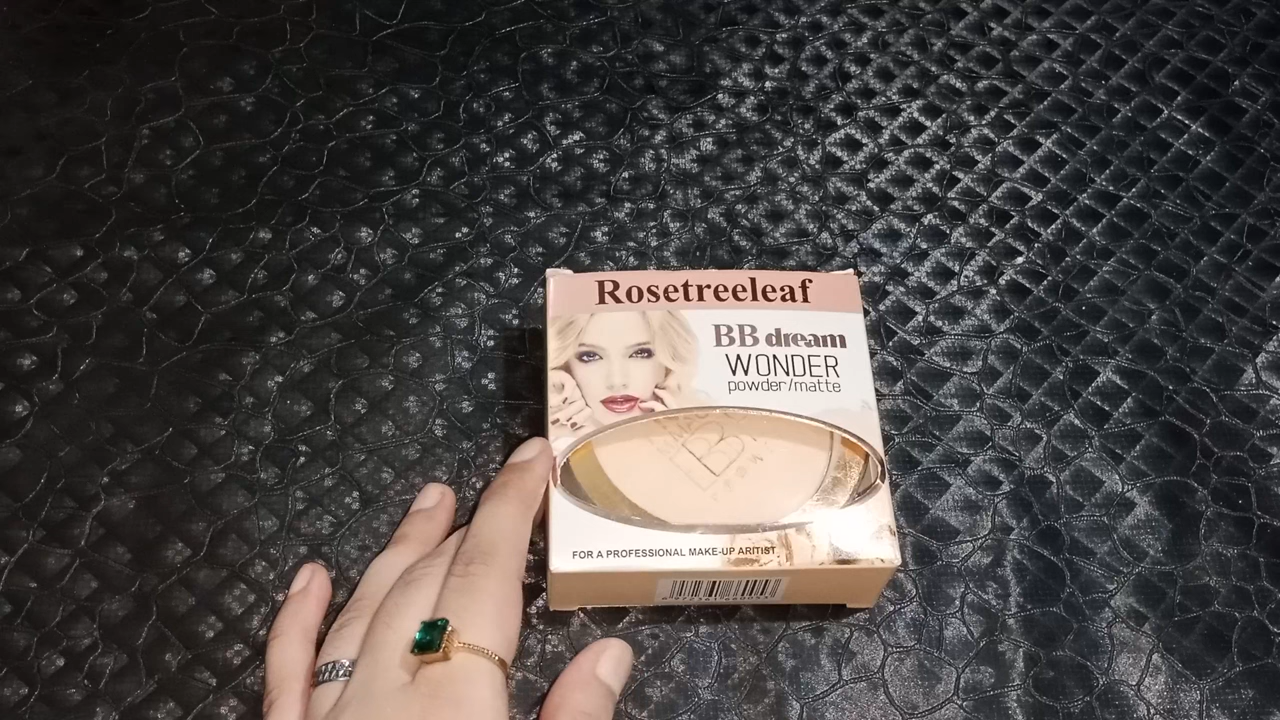 Rosetreeleaf
BB dream
WONDER
powder/matte
B
FOR A PROFESSIONAL MAKE-UP ARITIST